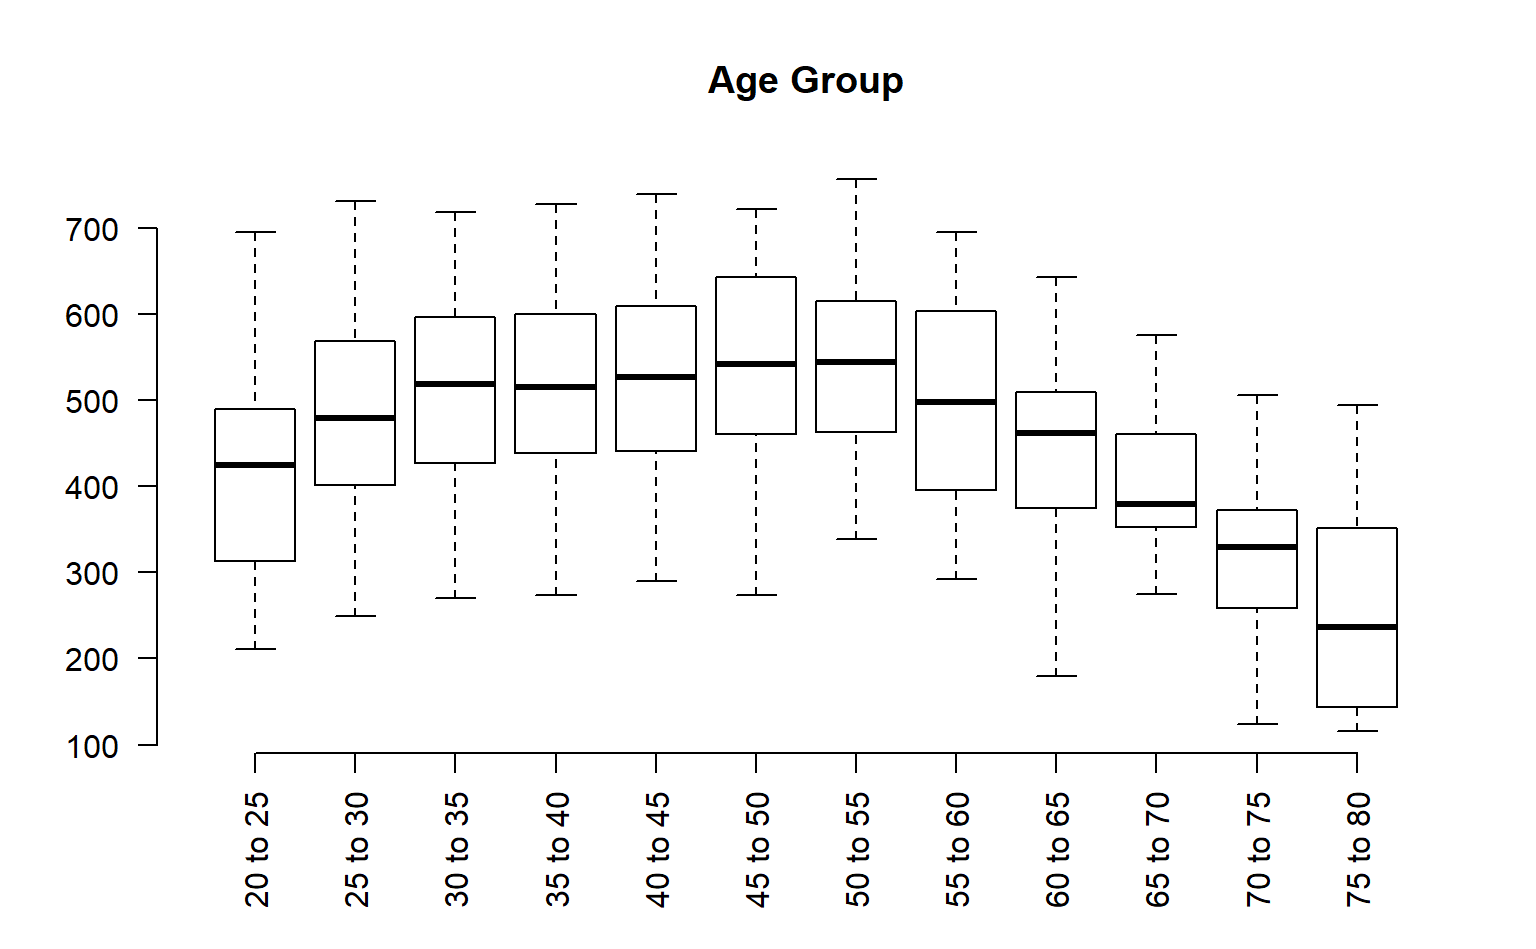 Age Group
700
600
500
400
300
200
100
20 to 25
25 to 30
30 to 35
35 to 40
40 to 45
45 to 50
50 to 55
55 to 60
60 to 65
65 to 70
70 to 75
75 to 80